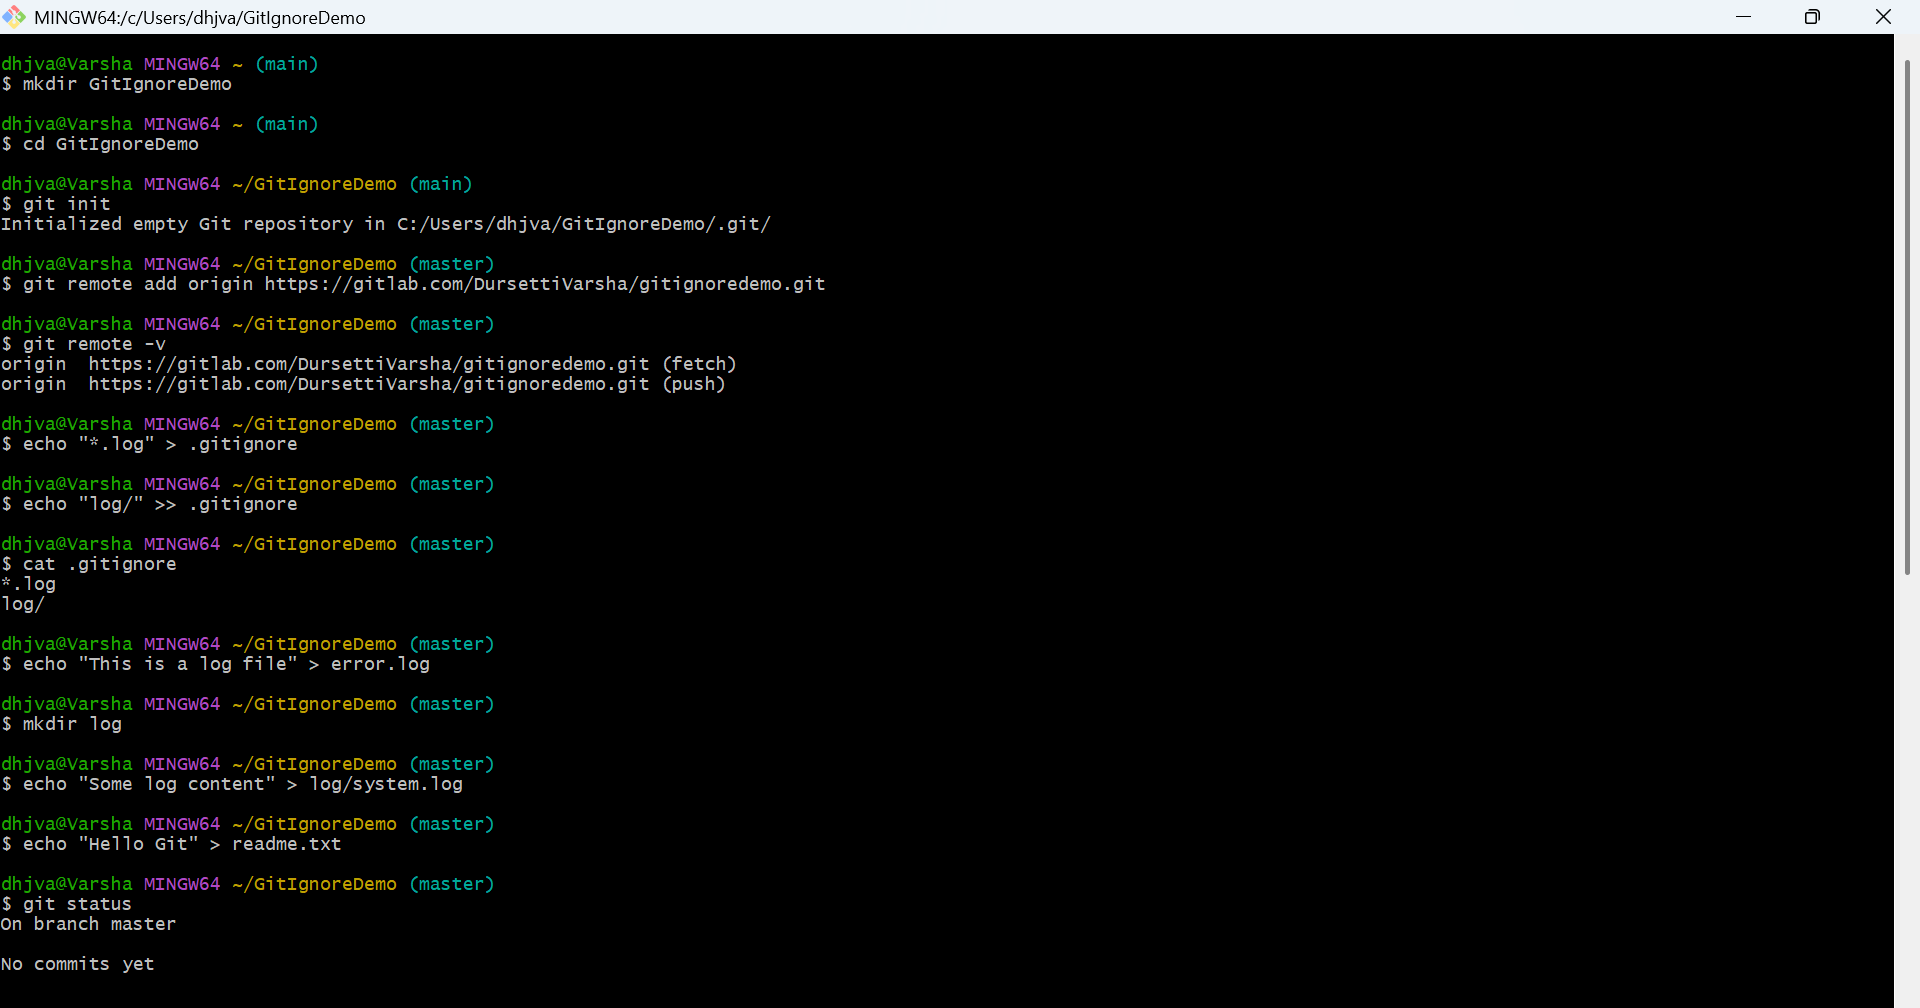 MINGW64:/c/Users/dhjva/GitIgnoreDemo
dhjva@Varsha MINGW64 ~ (main)
$ mkdir GitIgnoreDemo
dhjva@Varsha MINGW64 ~ (main)
$ cd GitIgnoreDemo
dhjva@Varsha MINGW64 ~/GitIgnoreDemo (main)
$ git init
Initialized empty Git repository in C:/Users/dhjva/GitIgnoreDemo/.git/
dhjva@Varsha MINGW64 ~/GitIgnoreDemo (master)
$ git remote add origin https://gitlab.com/DursettiVarsha/gitignoredemo.git
dhjva@Varsha MINGW64 ~/GitIgnoreDemo (master)
$ git remote -v
origin  https://gitlab.com/DursettiVarsha/gitignoredemo.git (fetch)
origin  https://gitlab.com/DursettiVarsha/gitignoredemo.git (push)
dhjva@Varsha MINGW64 ~/GitIgnoreDemo (master)
$ echo "*.log" > .gitignore
dhjva@Varsha MINGW64 ~/GitIgnoreDemo (master)
$ echo "log/" >> .gitignore
dhjva@Varsha MINGW64 ~/GitIgnoreDemo (master)
$ cat .gitignore
*.log
log/
dhjva@Varsha MINGW64 ~/GitIgnoreDemo (master)
$ echo "This is a log file" > error.log
dhjva@Varsha MINGW64 ~/GitIgnoreDemo (master)
$ mkdir log
dhjva@Varsha MINGW64 ~/GitIgnoreDemo (master)
$ echo "Some log content" > log/system.log
dhjva@Varsha MINGW64 ~/GitIgnoreDemo (master)
$ echo "Hello Git" > readme.txt
dhjva@Varsha MINGW64 ~/GitIgnoreDemo (master)
$ git status
On branch master
No commits yet